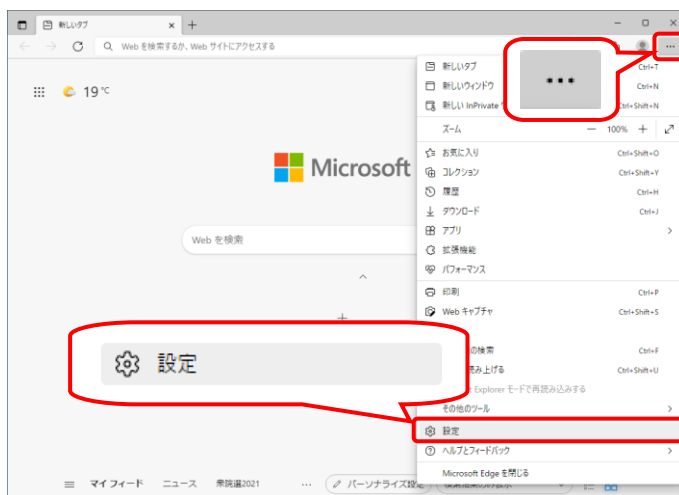 新しいタブ
Web を検索するか、Web サイトにアクセスする
19 ℃
Microsoft
Web を検索
新しいタブ Ctrl+T
新しいウィンドウ Ctrl+N
新しい InPrivate Ctrl+Shift+N
ズーム 100%
お気に入り Ctrl+Shift+O
コレクション Ctrl+Shift+Y
履歴 Ctrl+H
ダウンロード Ctrl+J
アプリ
拡張機能
パフォーマンス
印刷 Ctrl+P
Web キャプチャ Ctrl+Shift+S
の検索 Ctrl+F
読み上げる Ctrl+Shift+U
Explorer モードで再読み込みする
その他のツール
設定
設定
ヘルプとフィードバック
Microsoft Edge を閉じる
マイ フィード ニュース 衆院選2021 … パーソナライズ設定